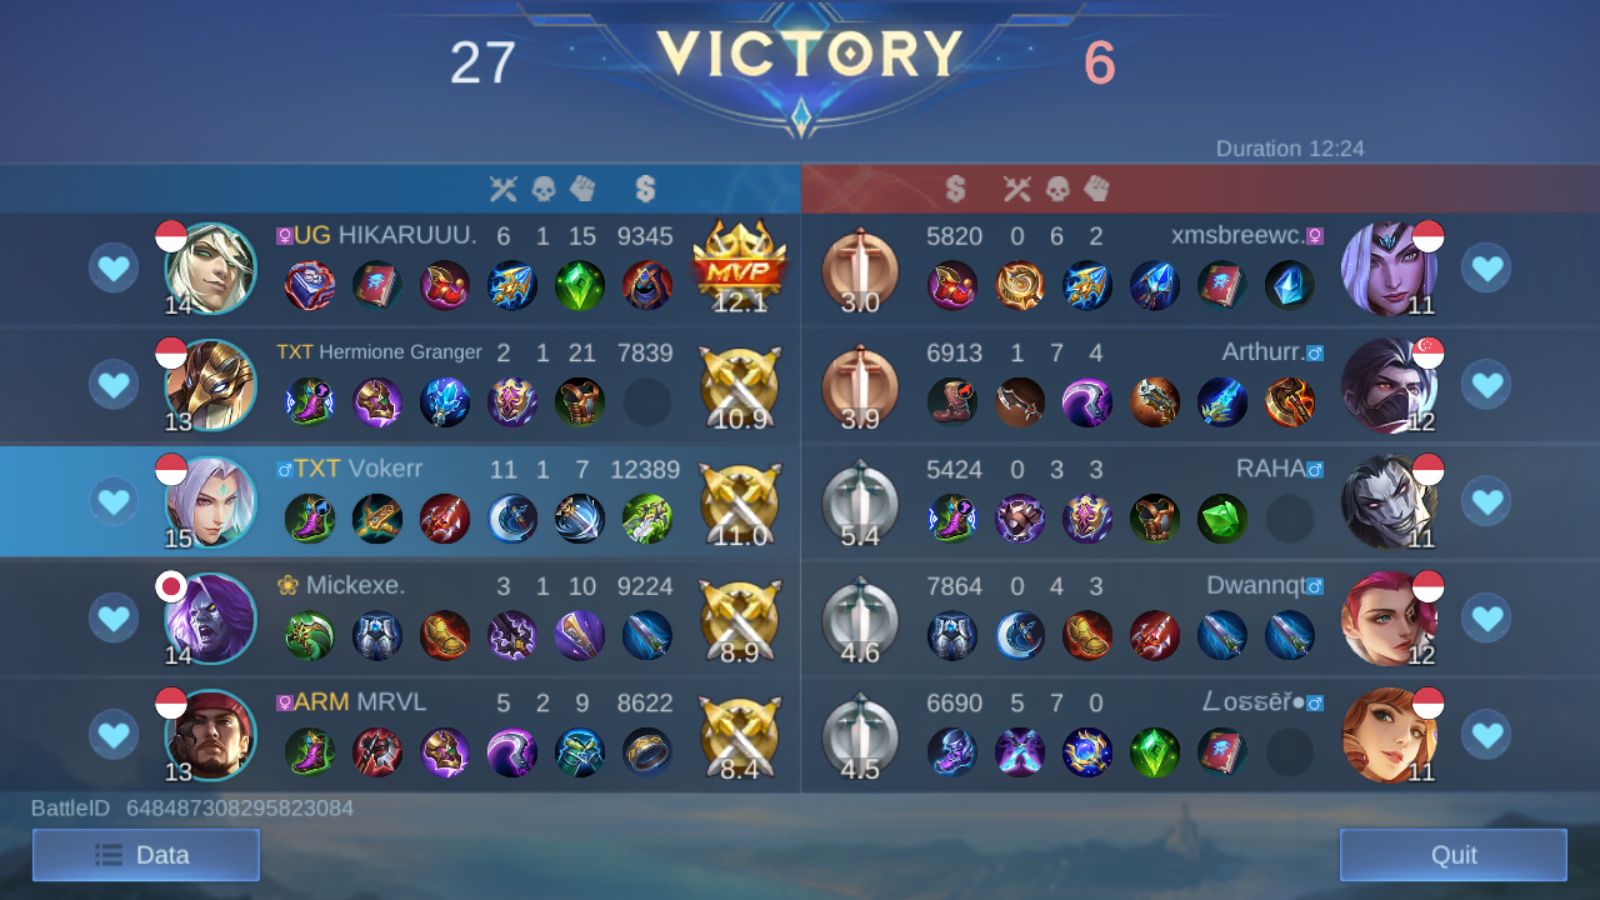 27 VICTORY 6
Duration 12:24
UG HIKARUUU. 6 1 15 9345 MVP 12.1 14
3.0 5820 0 6 2 xmsbreewc. 11
TXT Hermione Granger 2 1 21 7839 10.9 13
3.9 6913 1 7 4 Arthurr. 12
TXT Vokerr 11 1 7 12389 11.0 15
5.4 5424 0 3 3 RAHA 11
Mickexe. 3 1 10 9224 8.9 14
4.6 7864 0 4 3 Dwannqt 12
ARM MRVL 5 2 9 8622 8.4 13
4.5 6690 5 7 0 11
BattleID 648487308295823084
Data
Quit